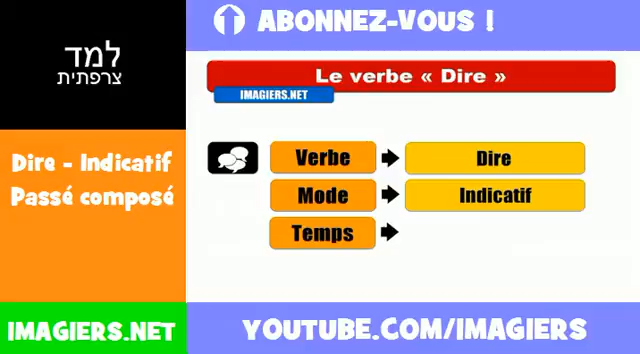 ABONNEZ-VOUS !
למד
צרפתית
Le verbe « Dire »
IMAGIERS.NET
Dire - Indicatif
Passé composé
Verbe Dire
Mode Indicatif
Temps
IMAGIERS.NET
YOUTUBE.COM/IMAGIERS